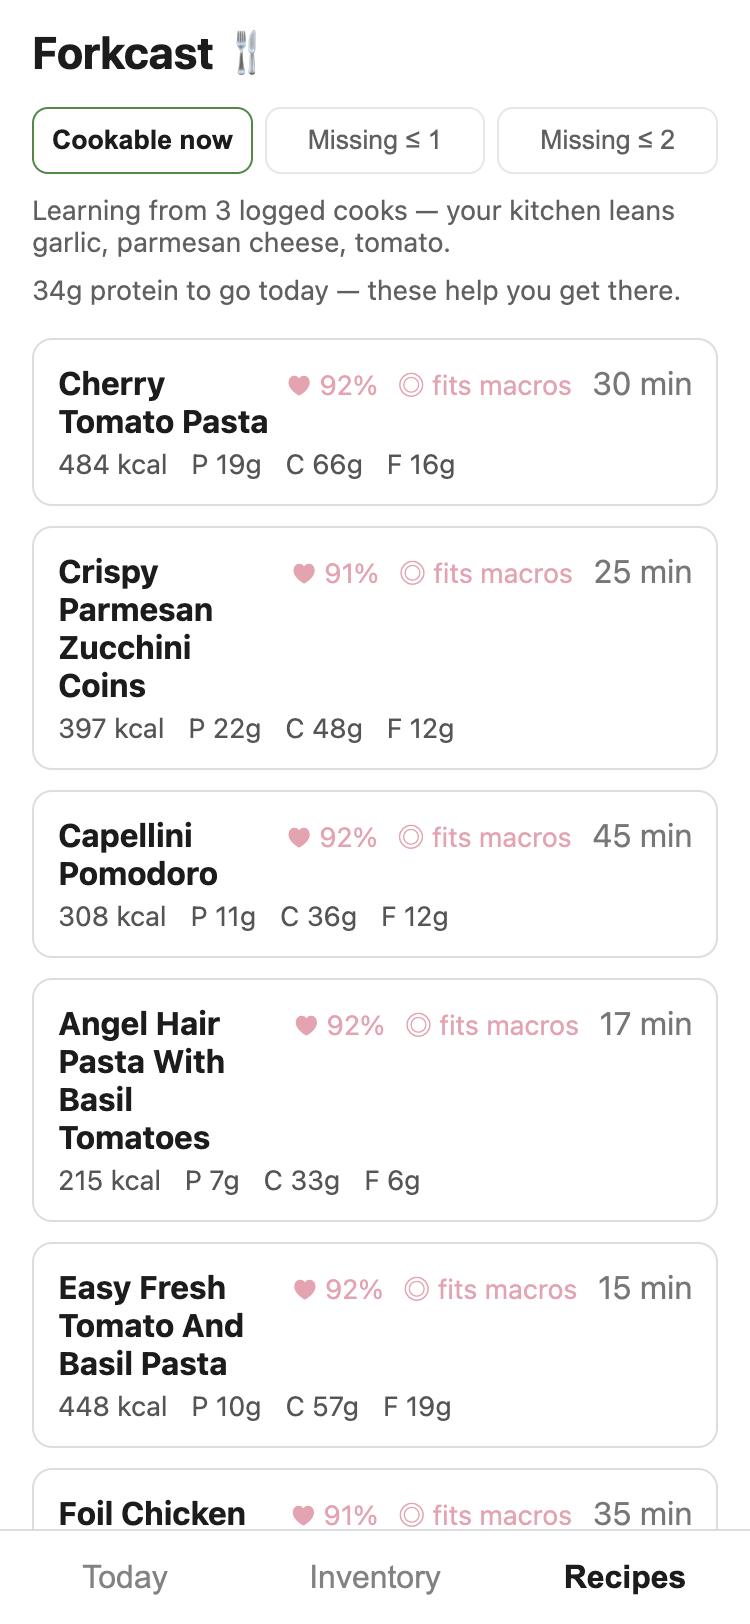 Forkcast 🍴
Cookable now
Missing ≤ 1
Missing ≤ 2
Learning from 3 logged cooks — your kitchen leans
garlic, parmesan cheese, tomato.
34g protein to go today — these help you get there.
Cherry
Tomato Pasta
♥ 92% ◎ fits macros 30 min
484 kcal P 19g C 66g F 16g
Crispy
Parmesan
Zucchini
Coins
♥ 91% ◎ fits macros 25 min
397 kcal P 22g C 48g F 12g
Capellini
Pomodoro
♥ 92% ◎ fits macros 45 min
308 kcal P 11g C 36g F 12g
Angel Hair
Pasta With
Basil
Tomatoes
♥ 92% ◎ fits macros 17 min
215 kcal P 7g C 33g F 6g
Easy Fresh
Tomato And
Basil Pasta
♥ 92% ◎ fits macros 15 min
448 kcal P 10g C 57g F 19g
Foil Chicken
♥ 91% ◎ fits macros 35 min
Today
Inventory
Recipes